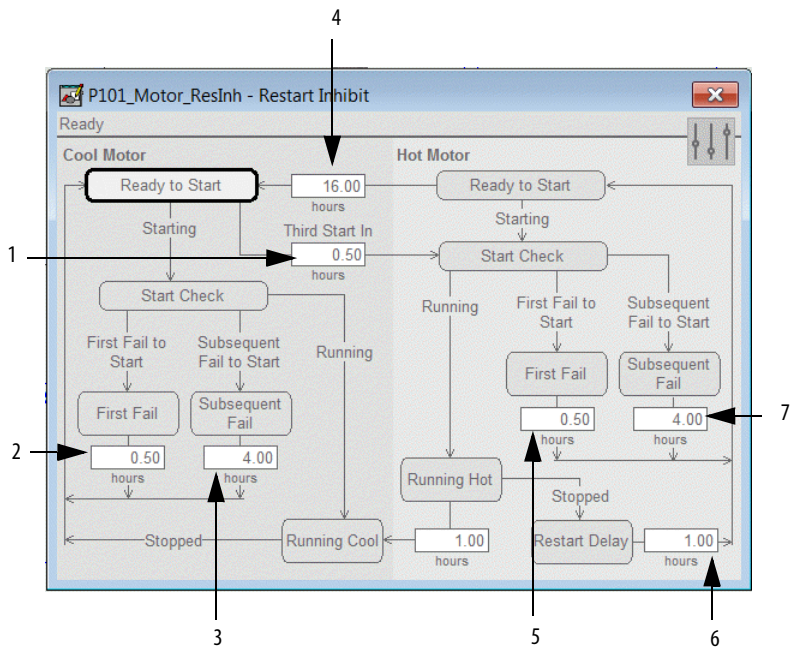 4
P101_Motor_ResInh - Restart Inhibit
Ready
Cool Motor
Hot Motor
Ready to Start
16.00
hours
Ready to Start
Starting
Third Start In
Starting
1
0.50
hours
Start Check
Start Check
Running
First Fail to
Start
Subsequent
Fail to Start
First Fail to
Start
Subsequent
Fail to Start
Running
First Fail
Subsequent
Fail
First Fail
Subsequent
Fail
0.50
hours
4.00
hours
7
2
0.50
hours
4.00
hours
Running Hot
Stopped
Stopped
Running Cool
1.00
hours
Restart Delay
1.00
hours
3
5
6